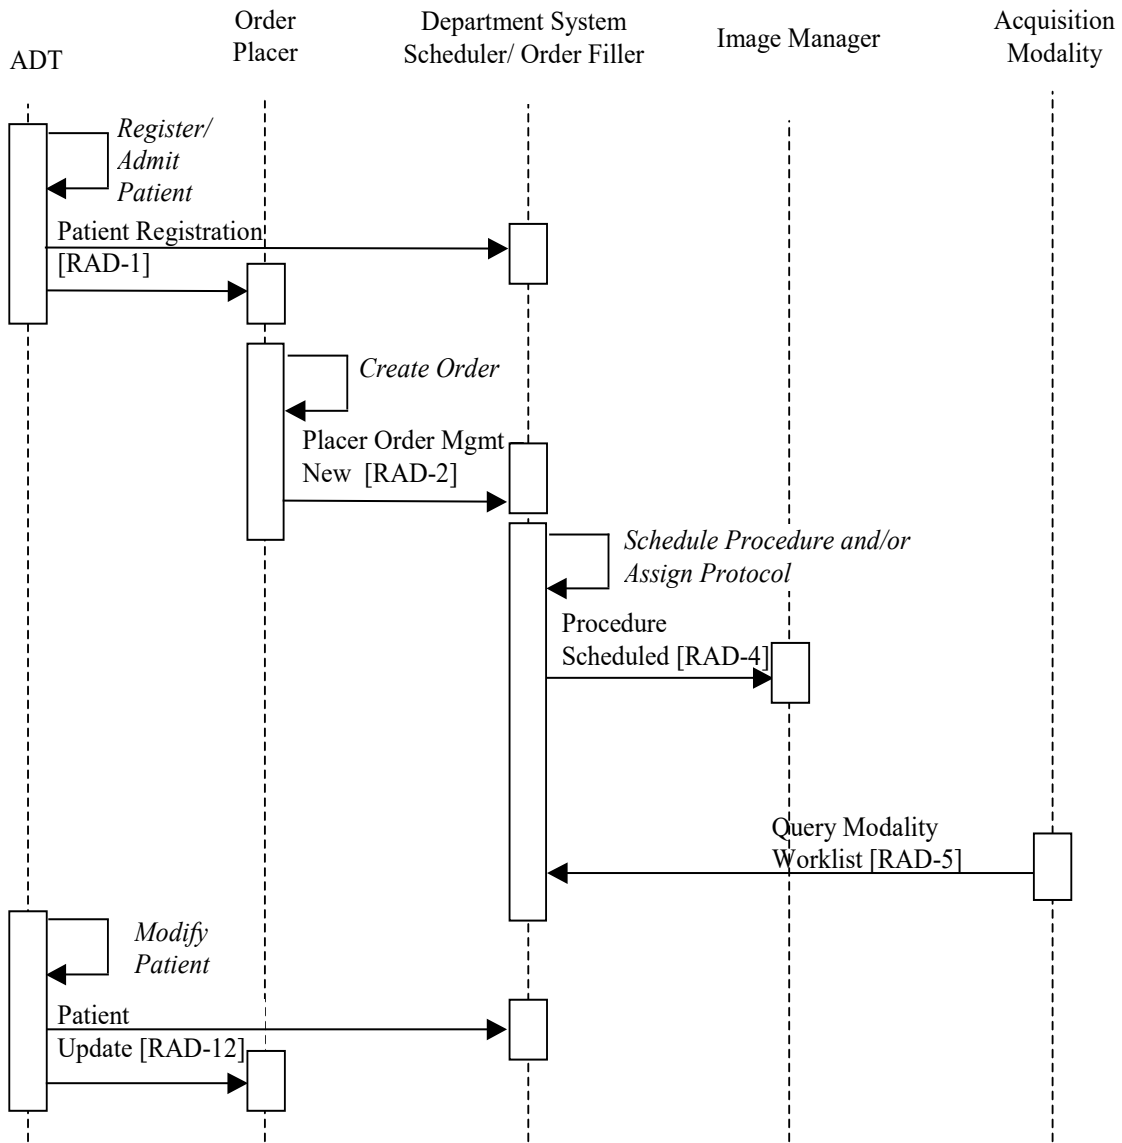 ADT
Order
Placer
Department System
Scheduler/ Order Filler
Image Manager
Acquisition
Modality
Register/
Admit
Patient
Patient Registration
[RAD-1]
Create Order
Placer Order Mgmt
New [RAD-2]
Schedule Procedure and/or
Assign Protocol
Procedure
Scheduled [RAD-4]
Query Modality
Worklist [RAD-5]
Modify
Patient
Patient
Update [RAD-12]